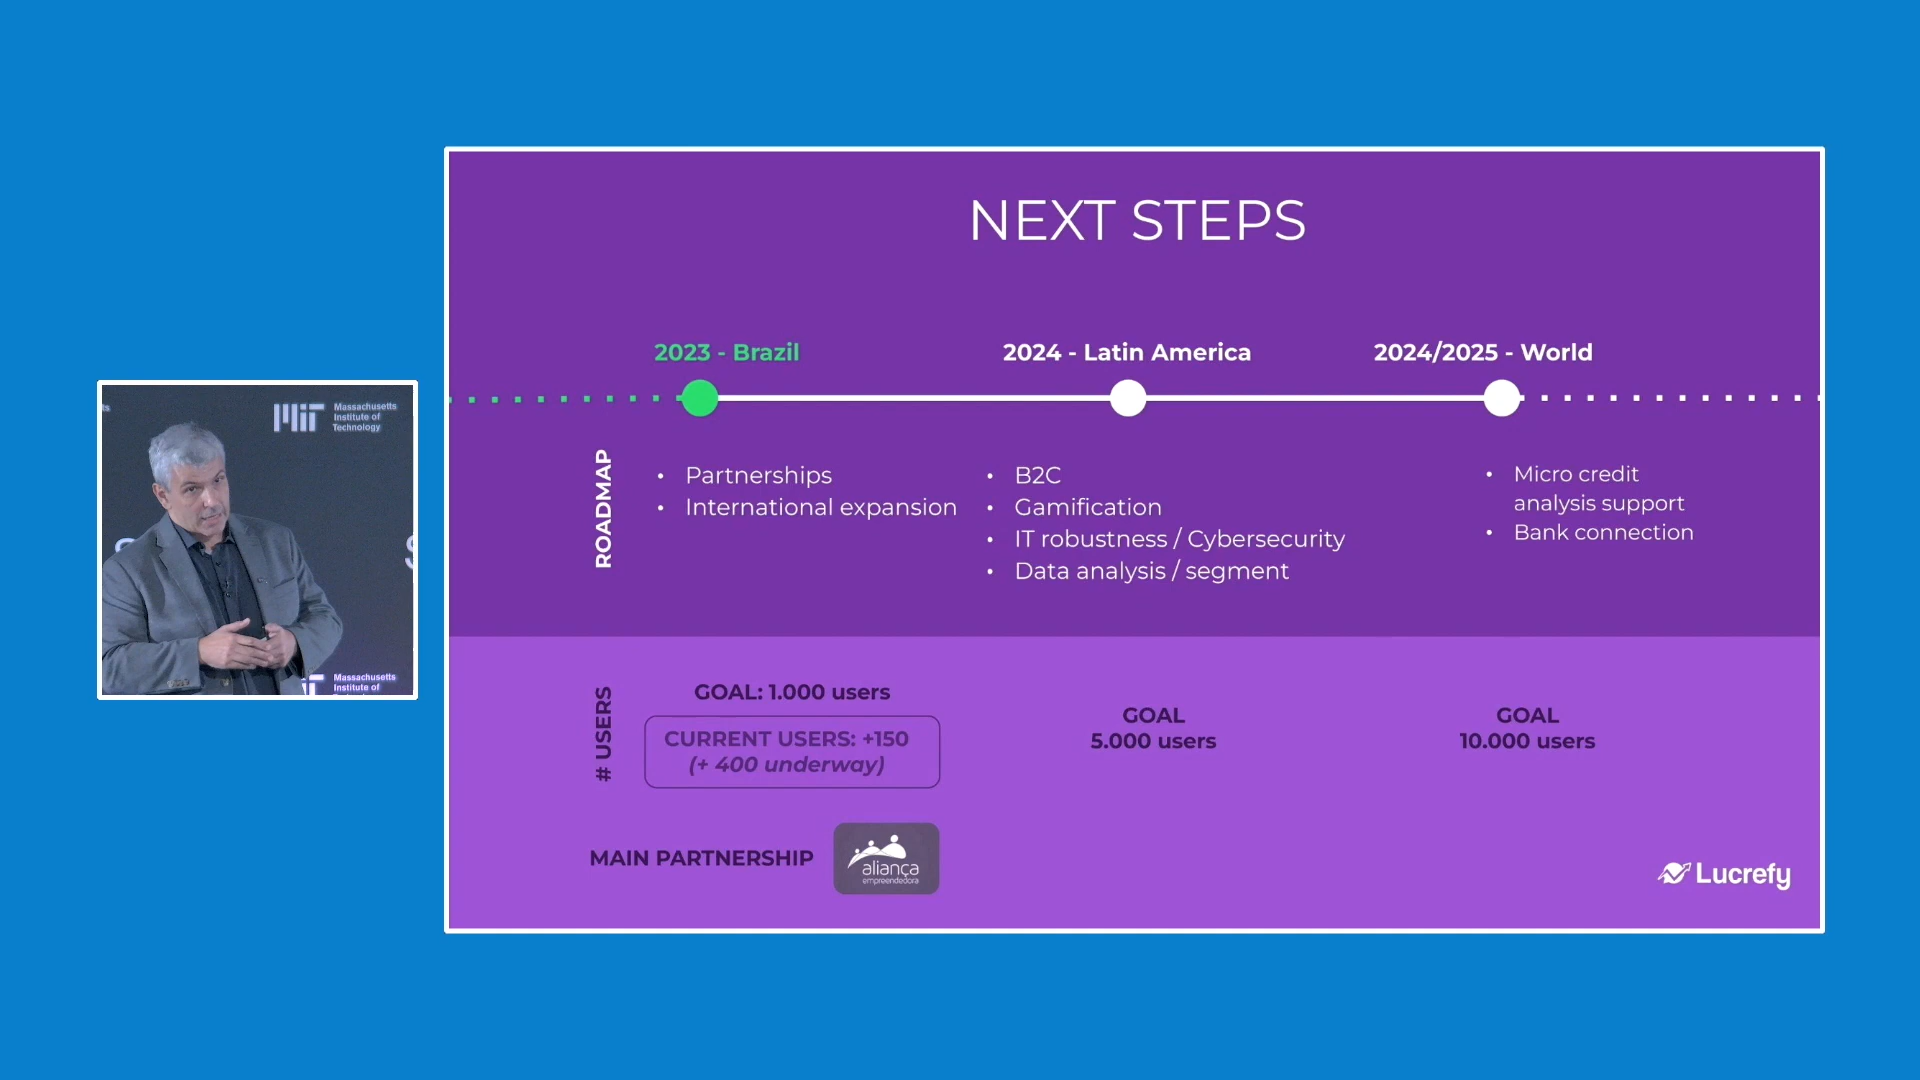 NEXT STEPS
2023 - Brazil
2024 - Latin America
2024/2025 - World
ROADMAP
• Partnerships
• International expansion
• B2C
• Gamification
• IT robustness / Cybersecurity
• Data analysis / segment
• Micro credit
analysis support
• Bank connection
# USERS
GOAL: 1.000 users
CURRENT USERS: +150
(+ 400 underway)
GOAL
5.000 users
GOAL
10.000 users
MAIN PARTNERSHIP
aliança
empreendedora
Lucrefy
Massachusetts
Institute of
Technology
Massachusetts
Institute of